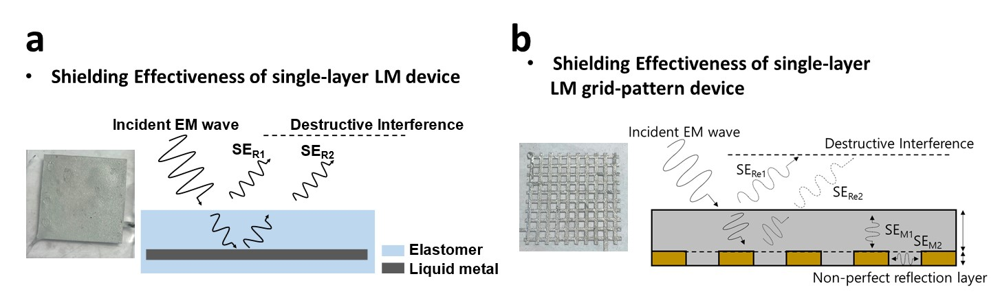 a
• Shielding Effectiveness of single-layer LM device
Incident EM wave
Destructive Interference
SER1
SER2
Elastomer
Liquid metal
b
• Shielding Effectiveness of single-layer
LM grid-pattern device
Incident EM wave
Destructive Interference
SERe1
SERe2
SEM1
SEM2
Non-perfect reflection layer